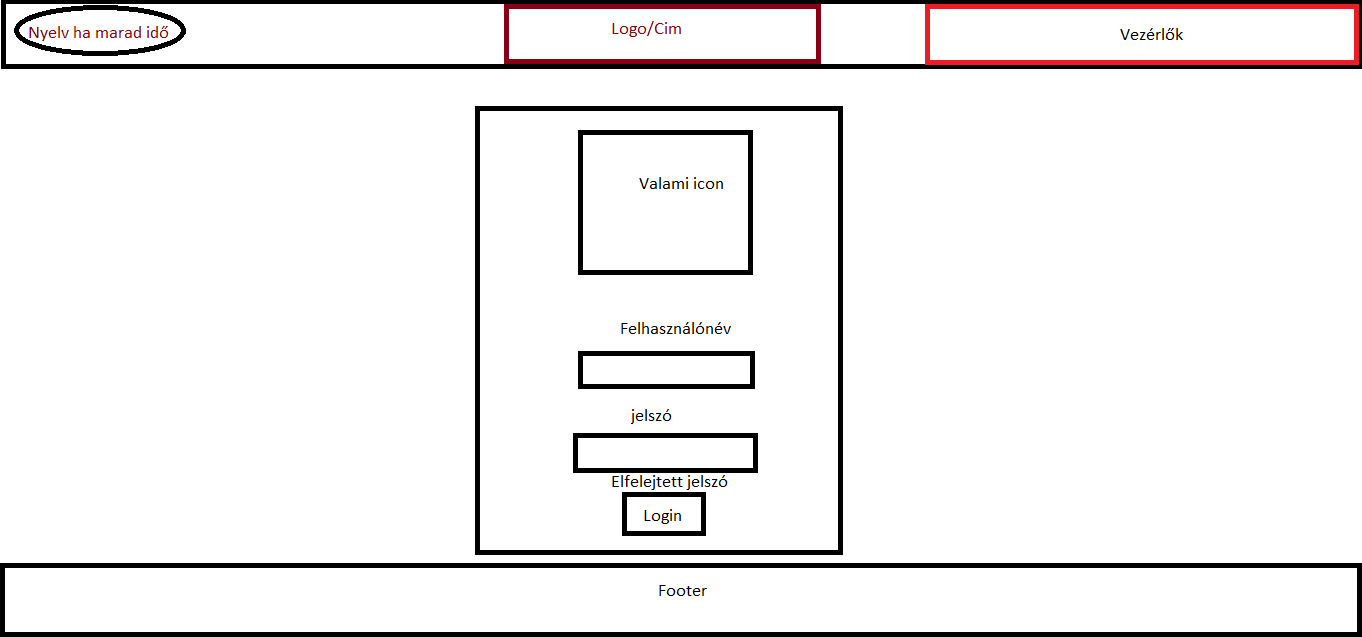 Nyelv ha marad idő
Logo/Cim
Vezérlők
Valami icon
Felhasználónév
jelszó
Elfelejtett jelszó
Login
Footer